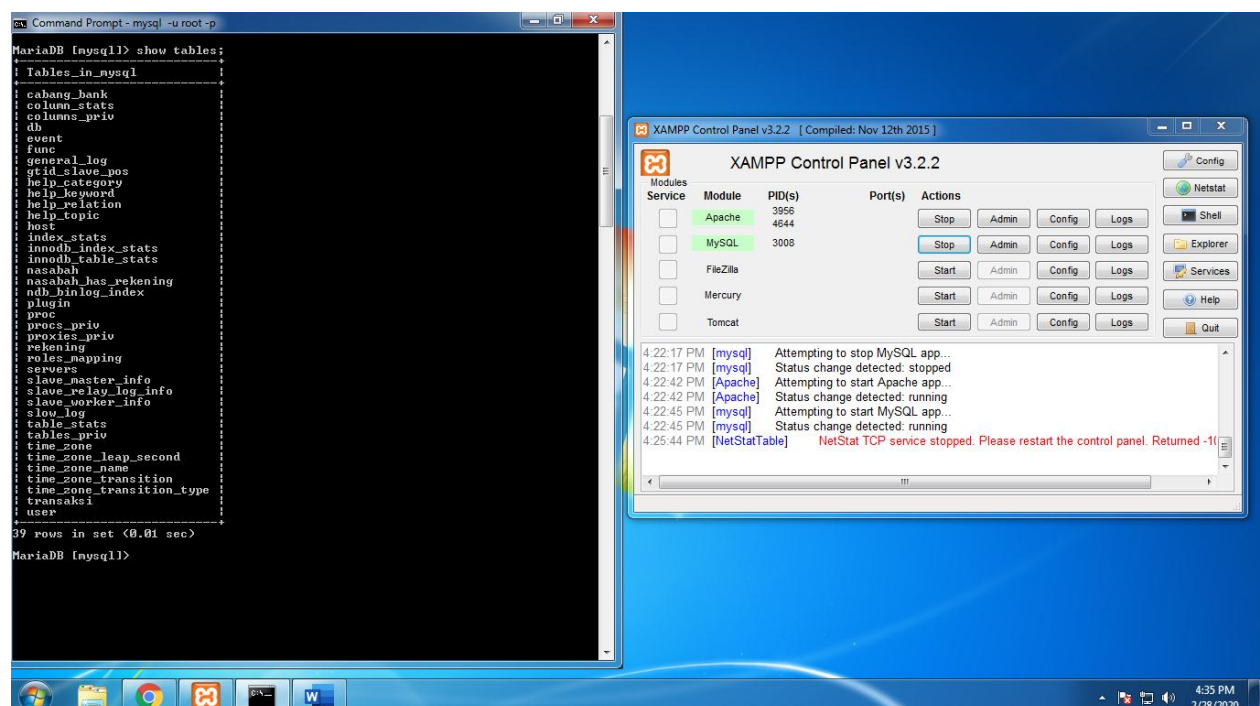 Command Prompt - mysql -u root -p
MariaDB [mysql]> show tables;
Tables_in_mysql
cabang_bank
column_stats
columns_priv
db
event
func
general_log
gtid_slave_pos
help_category
help_keyword
help_relation
help_topic
host
index_stats
innodb_index_stats
innodb_table_stats
nasabah
nasabah_has_rekening
ndb_binlog_index
plugin
proc
procs_priv
proxies_priv
rekening
roles_mapping
servers
slave_master_info
slave_relay_log_info
slave_worker_info
slow_log
table_stats
tables_priv
time_zone
time_zone_leap_second
time_zone_name
time_zone_transition
time_zone_transition_type
transaksi
user
39 rows in set (0.01 sec)
MariaDB [mysql]>
XAMPP Control Panel v3.2.2 [ Compiled: Nov 12th 2015 ]
XAMPP Control Panel v3.2.2
Config
Modules
Service Module PID(s) Port(s) Actions
Netstat
Apache 3956 4644 Stop Admin Config Logs
Shell
MySQL 3008 Stop Admin Config Logs
Explorer
FileZilla Start Admin Config Logs
Services
Mercury Start Admin Config Logs
Help
Tomcat Start Admin Config Logs
Quit
4:22:17 PM [mysql] Attempting to stop MySQL app...
4:22:17 PM [mysql] Status change detected: stopped
4:22:42 PM [Apache] Attempting to start Apache app...
4:22:42 PM [Apache] Status change detected: running
4:22:45 PM [mysql] Attempting to start MySQL app...
4:22:45 PM [mysql] Status change detected: running
4:25:44 PM [NetStatTable] NetStat TCP service stopped. Please restart the control panel. Returned -1
4:35 PM
2/28/2020